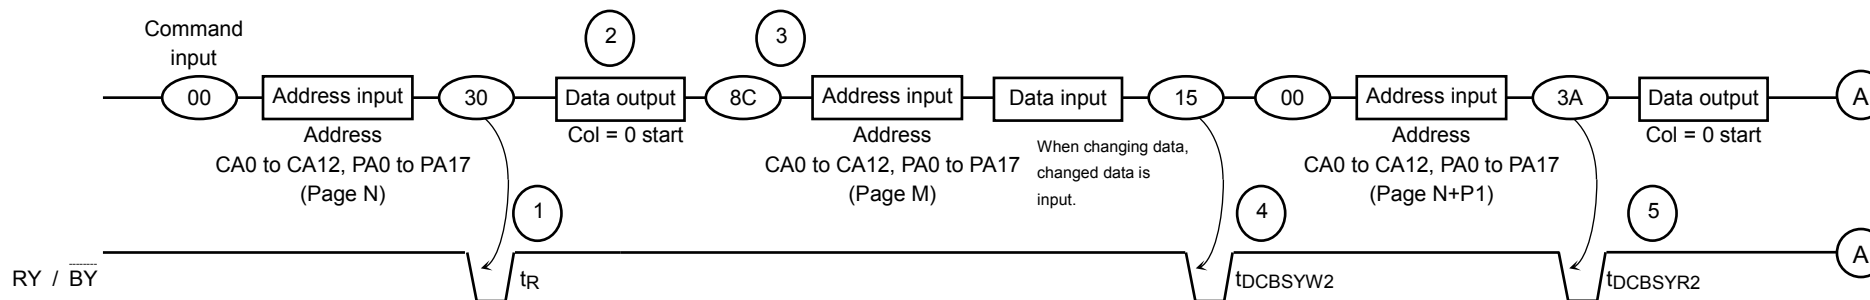 Command
input
2
3
00
Address input
30
Data output
8C
Address input
Data input
15
00
Address input
3A
Data output
A
Address
CA0 to CA12, PA0 to PA17
(Page N)
Col = 0 start
Address
CA0 to CA12, PA0 to PA17
(Page M)
When changing data,
changed data is
input.
Address
CA0 to CA12, PA0 to PA17
(Page N+P1)
Col = 0 start
1
4
5
RY / BY
tR
tDCBSYW2
tDCBSYR2
A